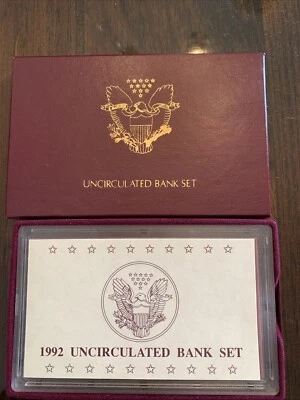 UNCIRCULATED BANK SET
1992 UNCIRCULATED BANK SET